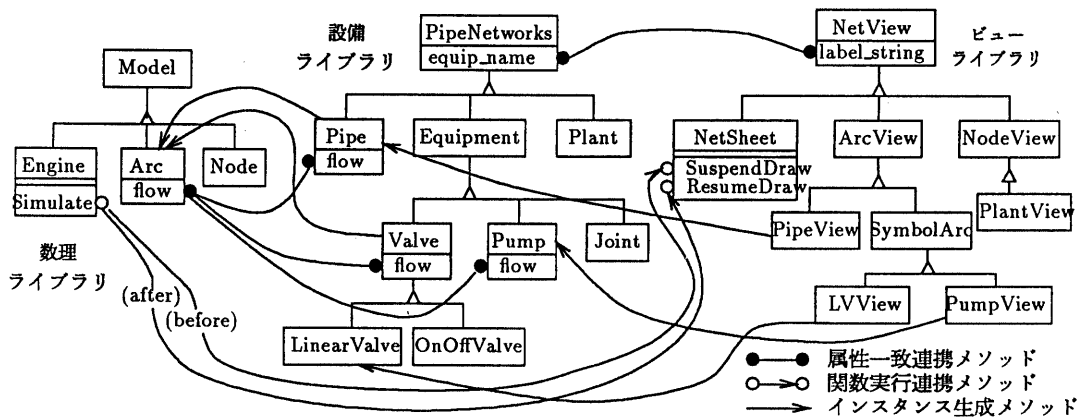 設備
ライブラリ
PipeNetworks
equip_name
NetView
label_string
ビュー
ライブラリ
Model
Pipe
flow
Equipment
Plant
NetSheet
SuspendDraw
ResumeDraw
ArcView
NodeView
Engine
Simulate
Arc
flow
Node
数理
ライブラリ
Valve
flow
Pump
flow
Joint
PipeView
SymbolArc
PlantView
(after)
(before)
LinearValve
OnOffValve
LVView
PumpView
属性一致連携メソッド
関数実行連携メソッド
インスタンス生成メソッド